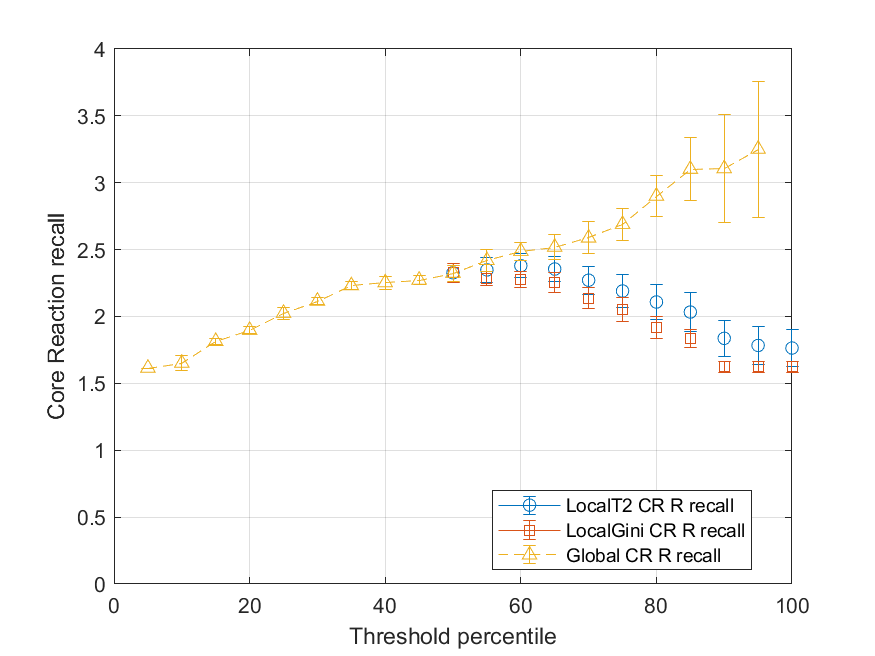 4
3.5
3
2.5
2
1.5
1
0.5
0
Core Reaction recall
LocalT2 CR R recall
LocalGini CR R recall
Global CR R recall
0 20 40 60 80 100
Threshold percentile